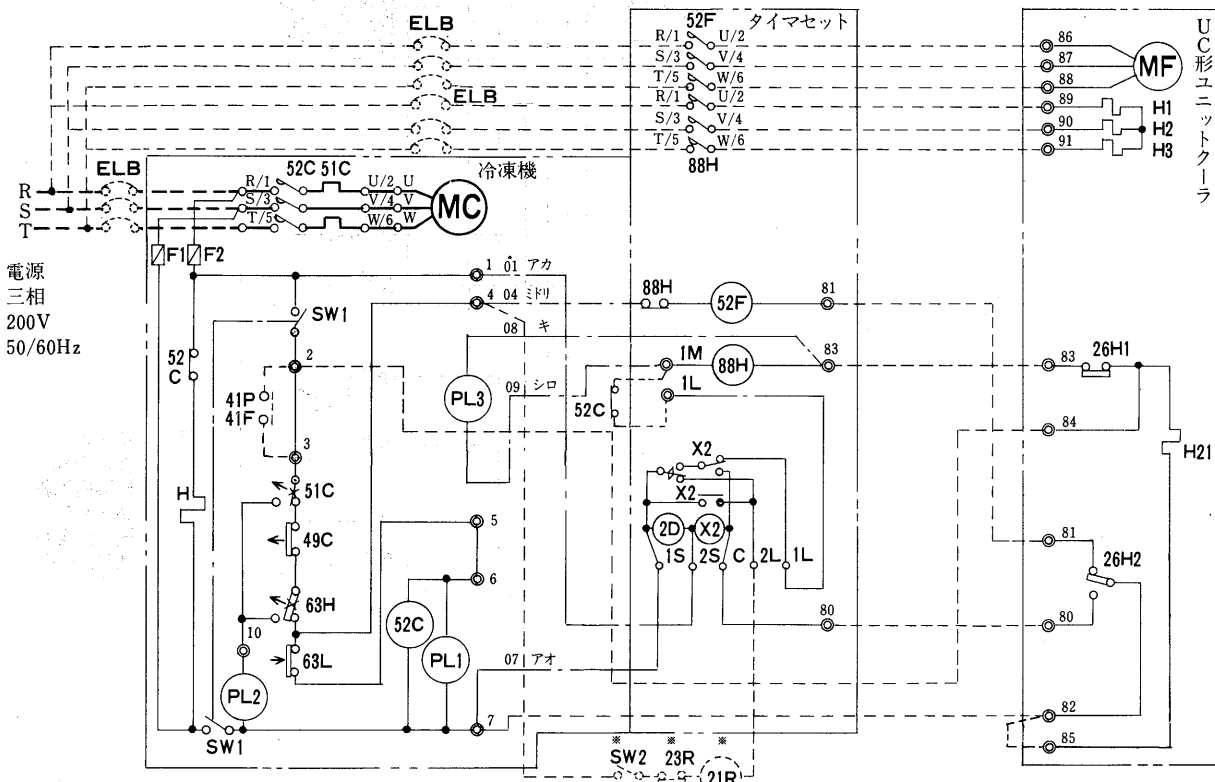 ELB
52F
タイマセット
R/1 U/2
S/3 V/4
T/5 W/6
86
87
88
MF
UC形ユニットクーラ
ELB
R/1 U/2
S/3 V/4
T/5 W/6
88H
89
90
91
H1
H2
H3
ELB
冷凍機
52C 51C
R
S
T
R/1
S/3
T/5
U/2 U
V/4 V
W/6 W
MC
F1 F2
電源
三相
200V
50/60Hz
1 01 アカ
4 04 ミドリ
88H
52F
81
SW1
08 キ
2
52
C
41P
41F
PL3
09 シロ
1M
88H
83
83
26H1
52C
1L
84
3
H21
X2
H
51C
X2
49C
5
2D
X2
81
1S 2S C 2L 1L
6
26H2
63H
52C
80
80
10
63L
PL1
07 アオ
PL2
7
82
SW1
85
※ ※ ※
SW2 23R
21R